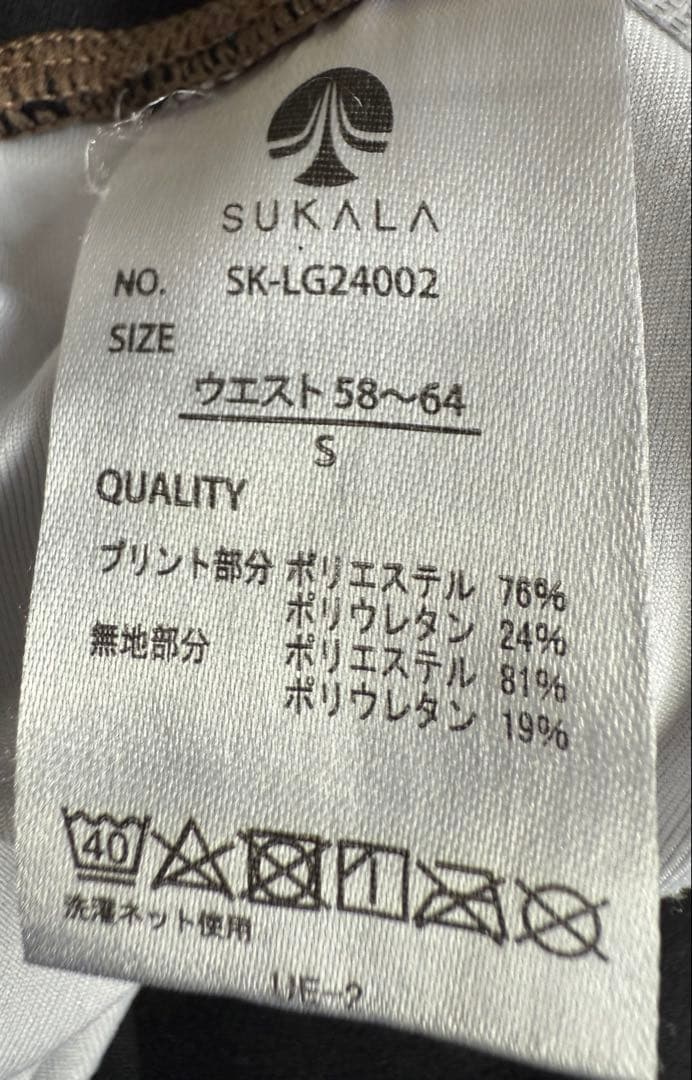 SUKALA
NO. SK-LG24002
SIZE
ウエスト 58〜64
S
QUALITY
プリント部分 ポリエステル 76%
ポリウレタン 24%
無地部分 ポリエステル 81%
ポリウレタン 19%
40
洗濯ネット使用